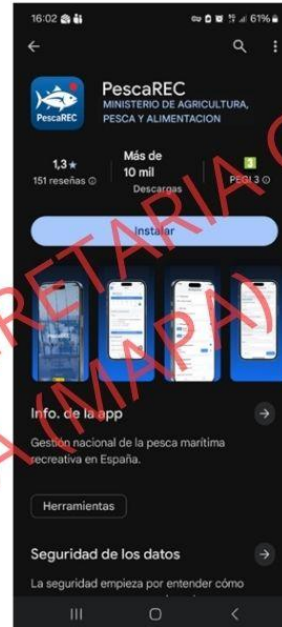 16:02
61%
PescaREC
PescaREC
MINISTERIO DE AGRICULTURA,
PESCA Y ALIMENTACION
1,3★
151 reseñas
Más de
10 mil
Descargas
3
PEGI 3
Instalar
Info. de la app
Gestión nacional de la pesca marítima
recreativa en España.
Herramientas
Seguridad de los datos
La seguridad empieza por entender cómo
RETARIA
(MAPA)